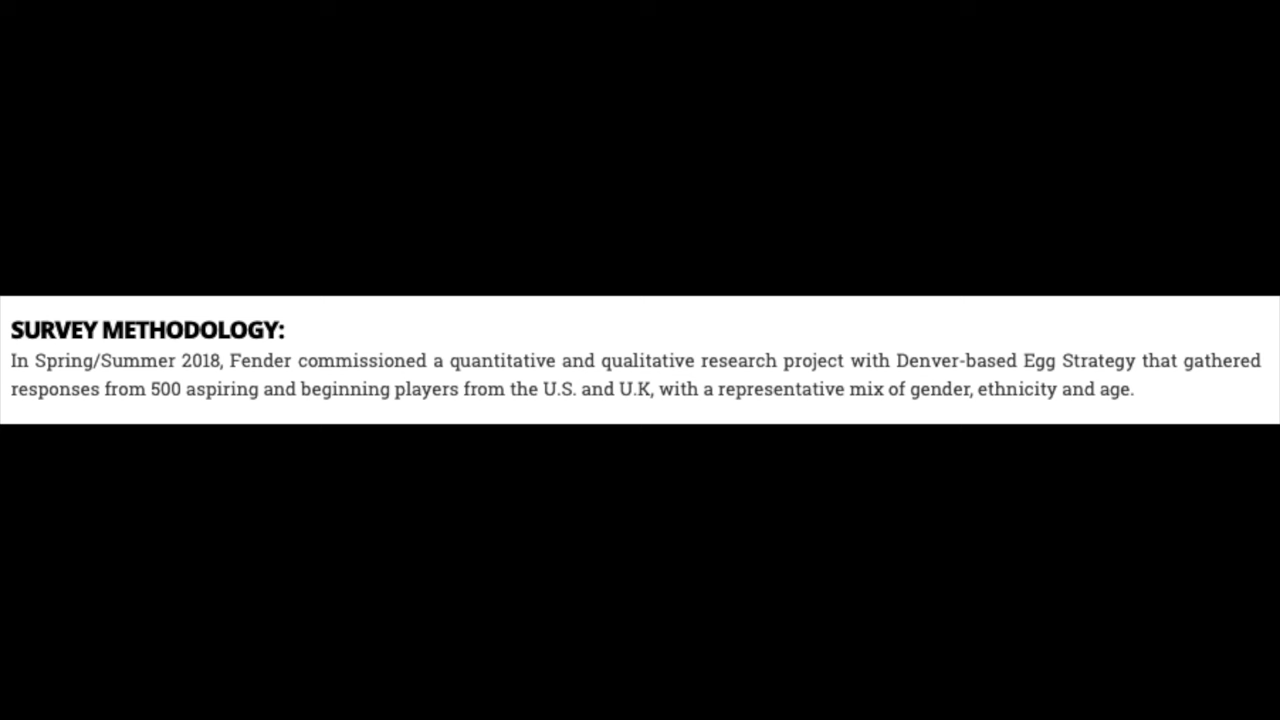 SURVEY METHODOLOGY:
In Spring/Summer 2018, Fender commissioned a quantitative and qualitative research project with Denver-based Egg Strategy that gathered
responses from 500 aspiring and beginning players from the U.S. and U.K, with a representative mix of gender, ethnicity and age.